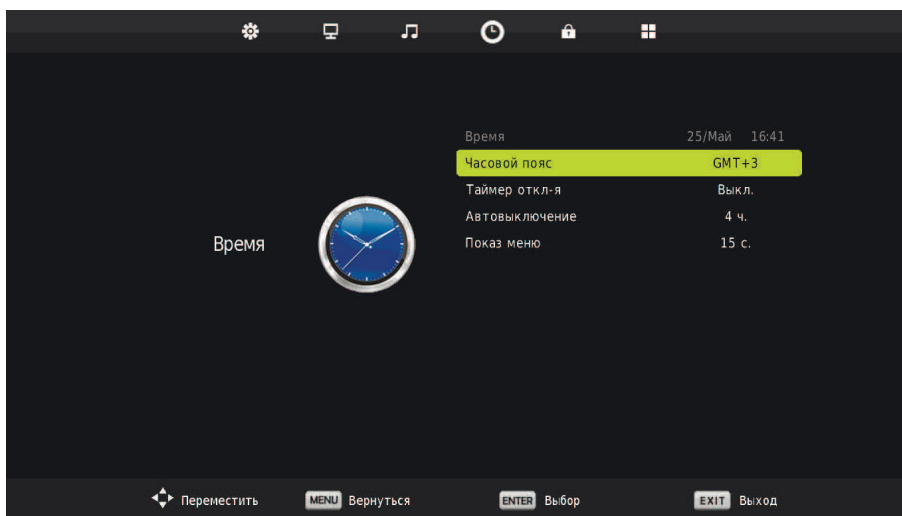 Время 25/Май 16:41
Часовой пояс GMT+3
Таймер откл-я Выкл.
Автовыключение 4 ч.
Время
Показ меню 15 с.
Переместить MENU Вернуться ENTER Выбор EXIT Выход